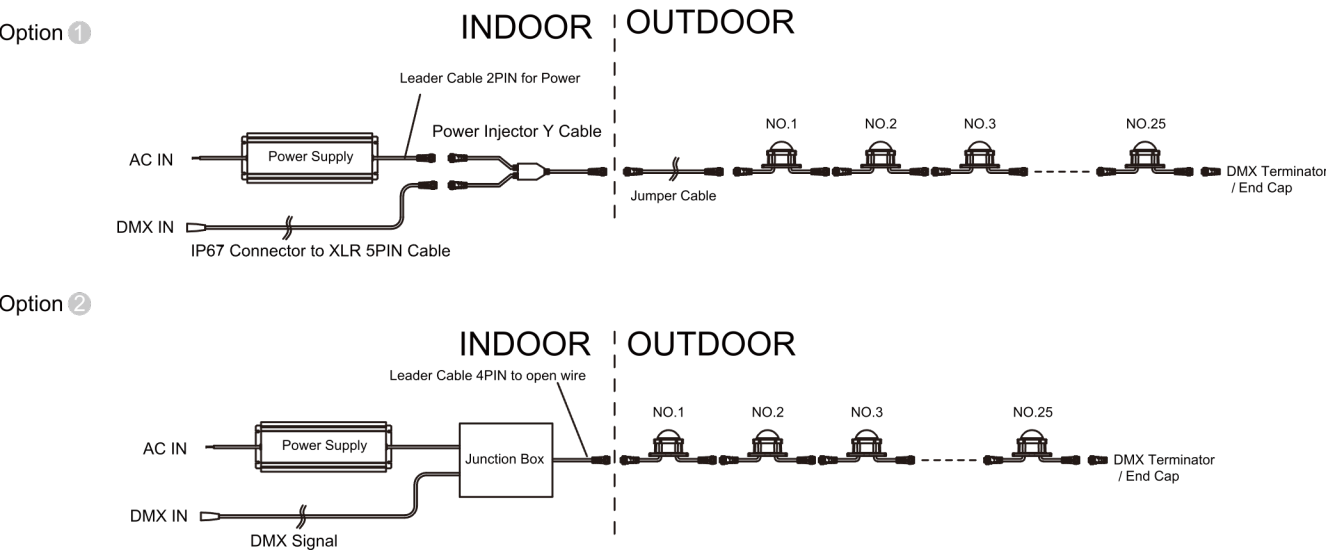 Option 1
INDOOR OUTDOOR
Leader Cable 2PIN for Power
Power Injector Y Cable
NO.1 NO.2 NO.3 NO.25
AC IN
Power Supply
Jumper Cable
DMX Terminator
/ End Cap
DMX IN
IP67 Connector to XLR 5PIN Cable
Option 2
INDOOR OUTDOOR
Leader Cable 4PIN to open wire
NO.1 NO.2 NO.3 NO.25
AC IN
Power Supply
Junction Box
DMX Terminator
/ End Cap
DMX IN
DMX Signal